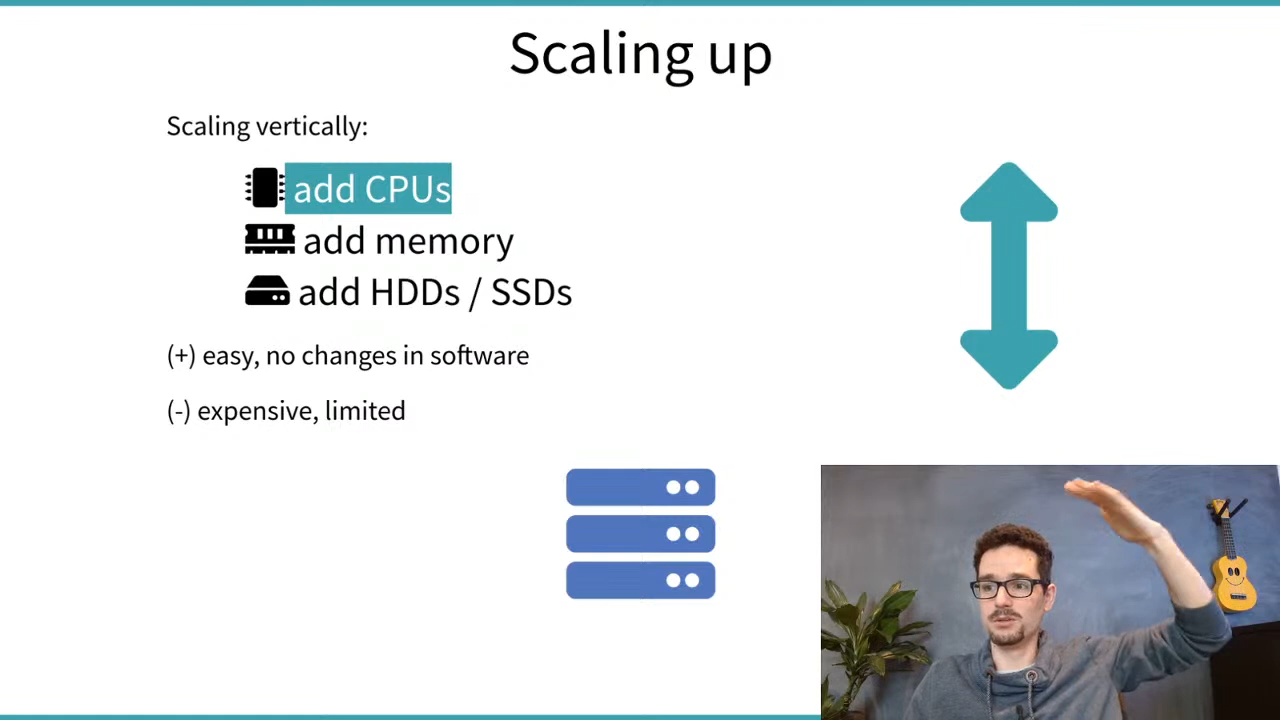 Scaling up
Scaling vertically:
add CPUs
add memory
add HDDs / SSDs
(+) easy, no changes in software
(-) expensive, limited